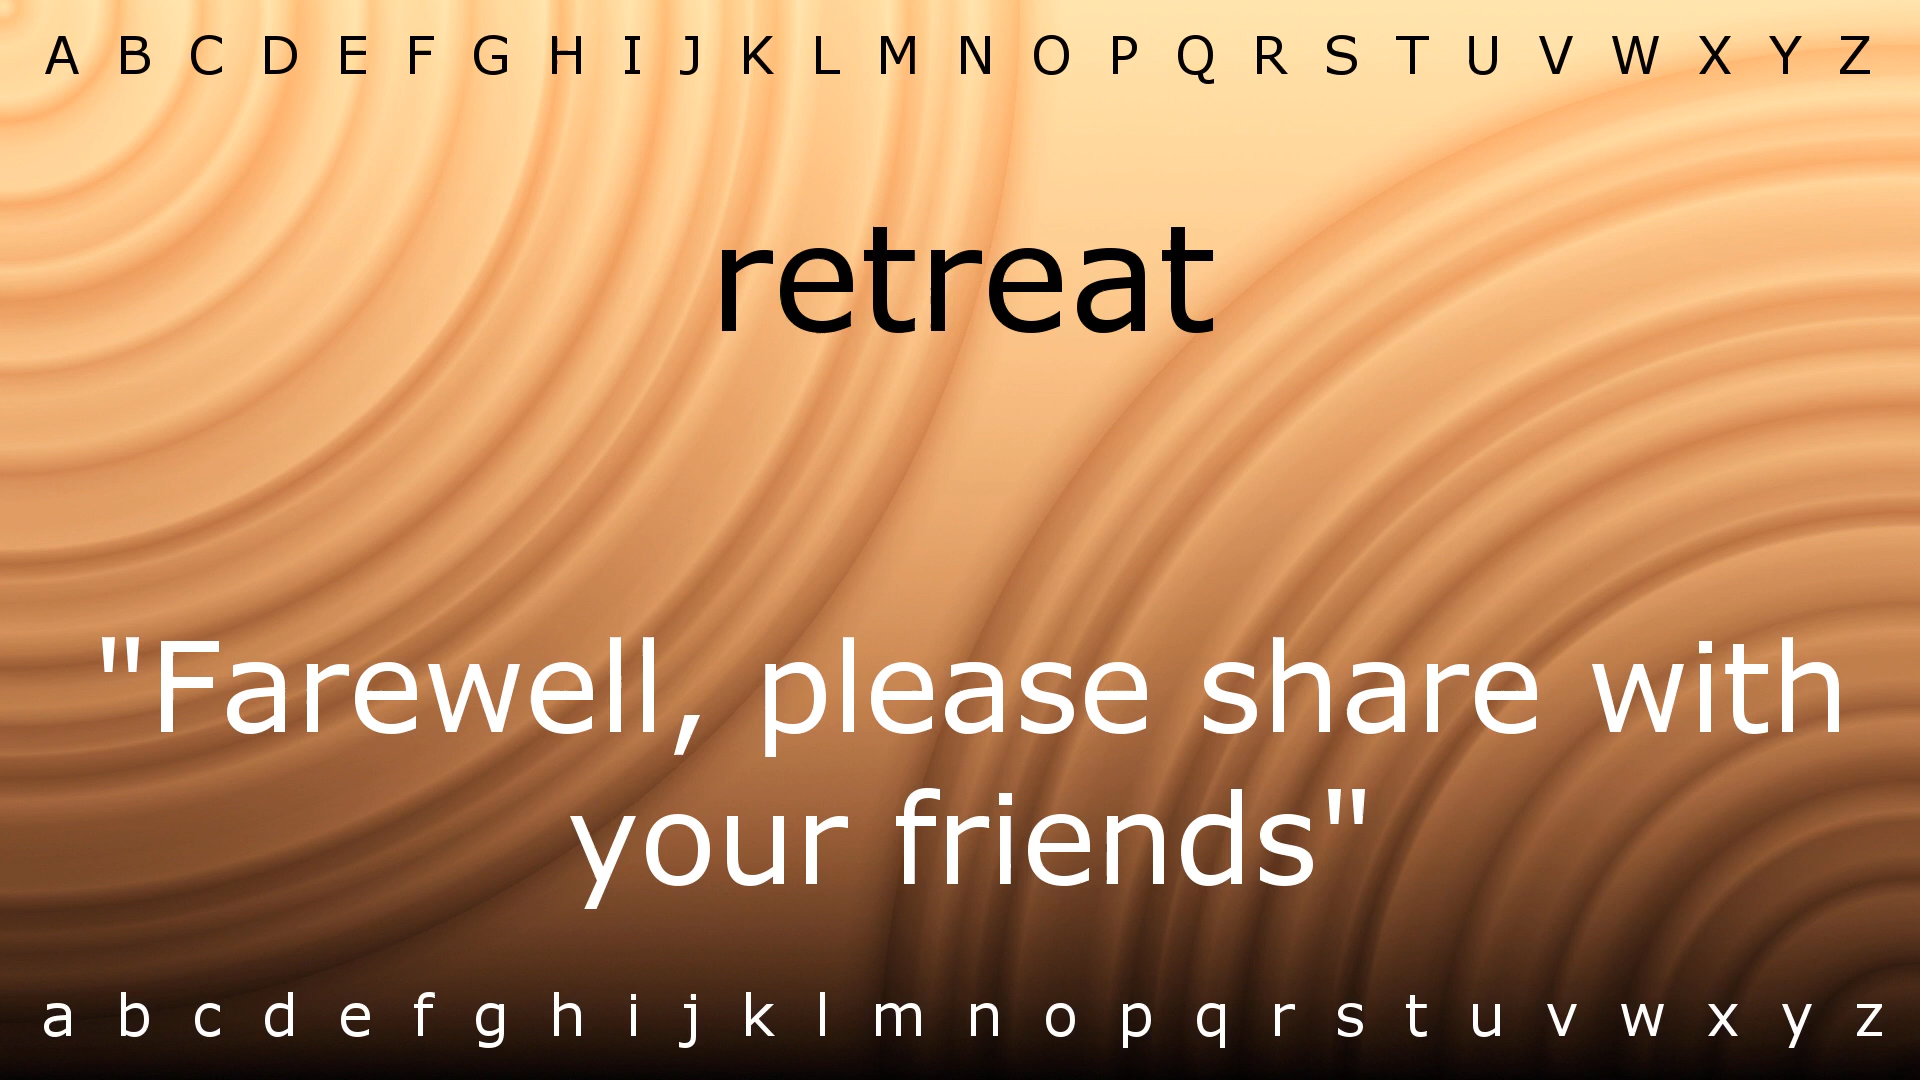 A B C D E F G H I J K L M N O P Q R S T U V W X Y Z
retreat
"Farewell, please share with
your friends"
a b c d e f g h i j k l m n o p q r s t u v w x y z